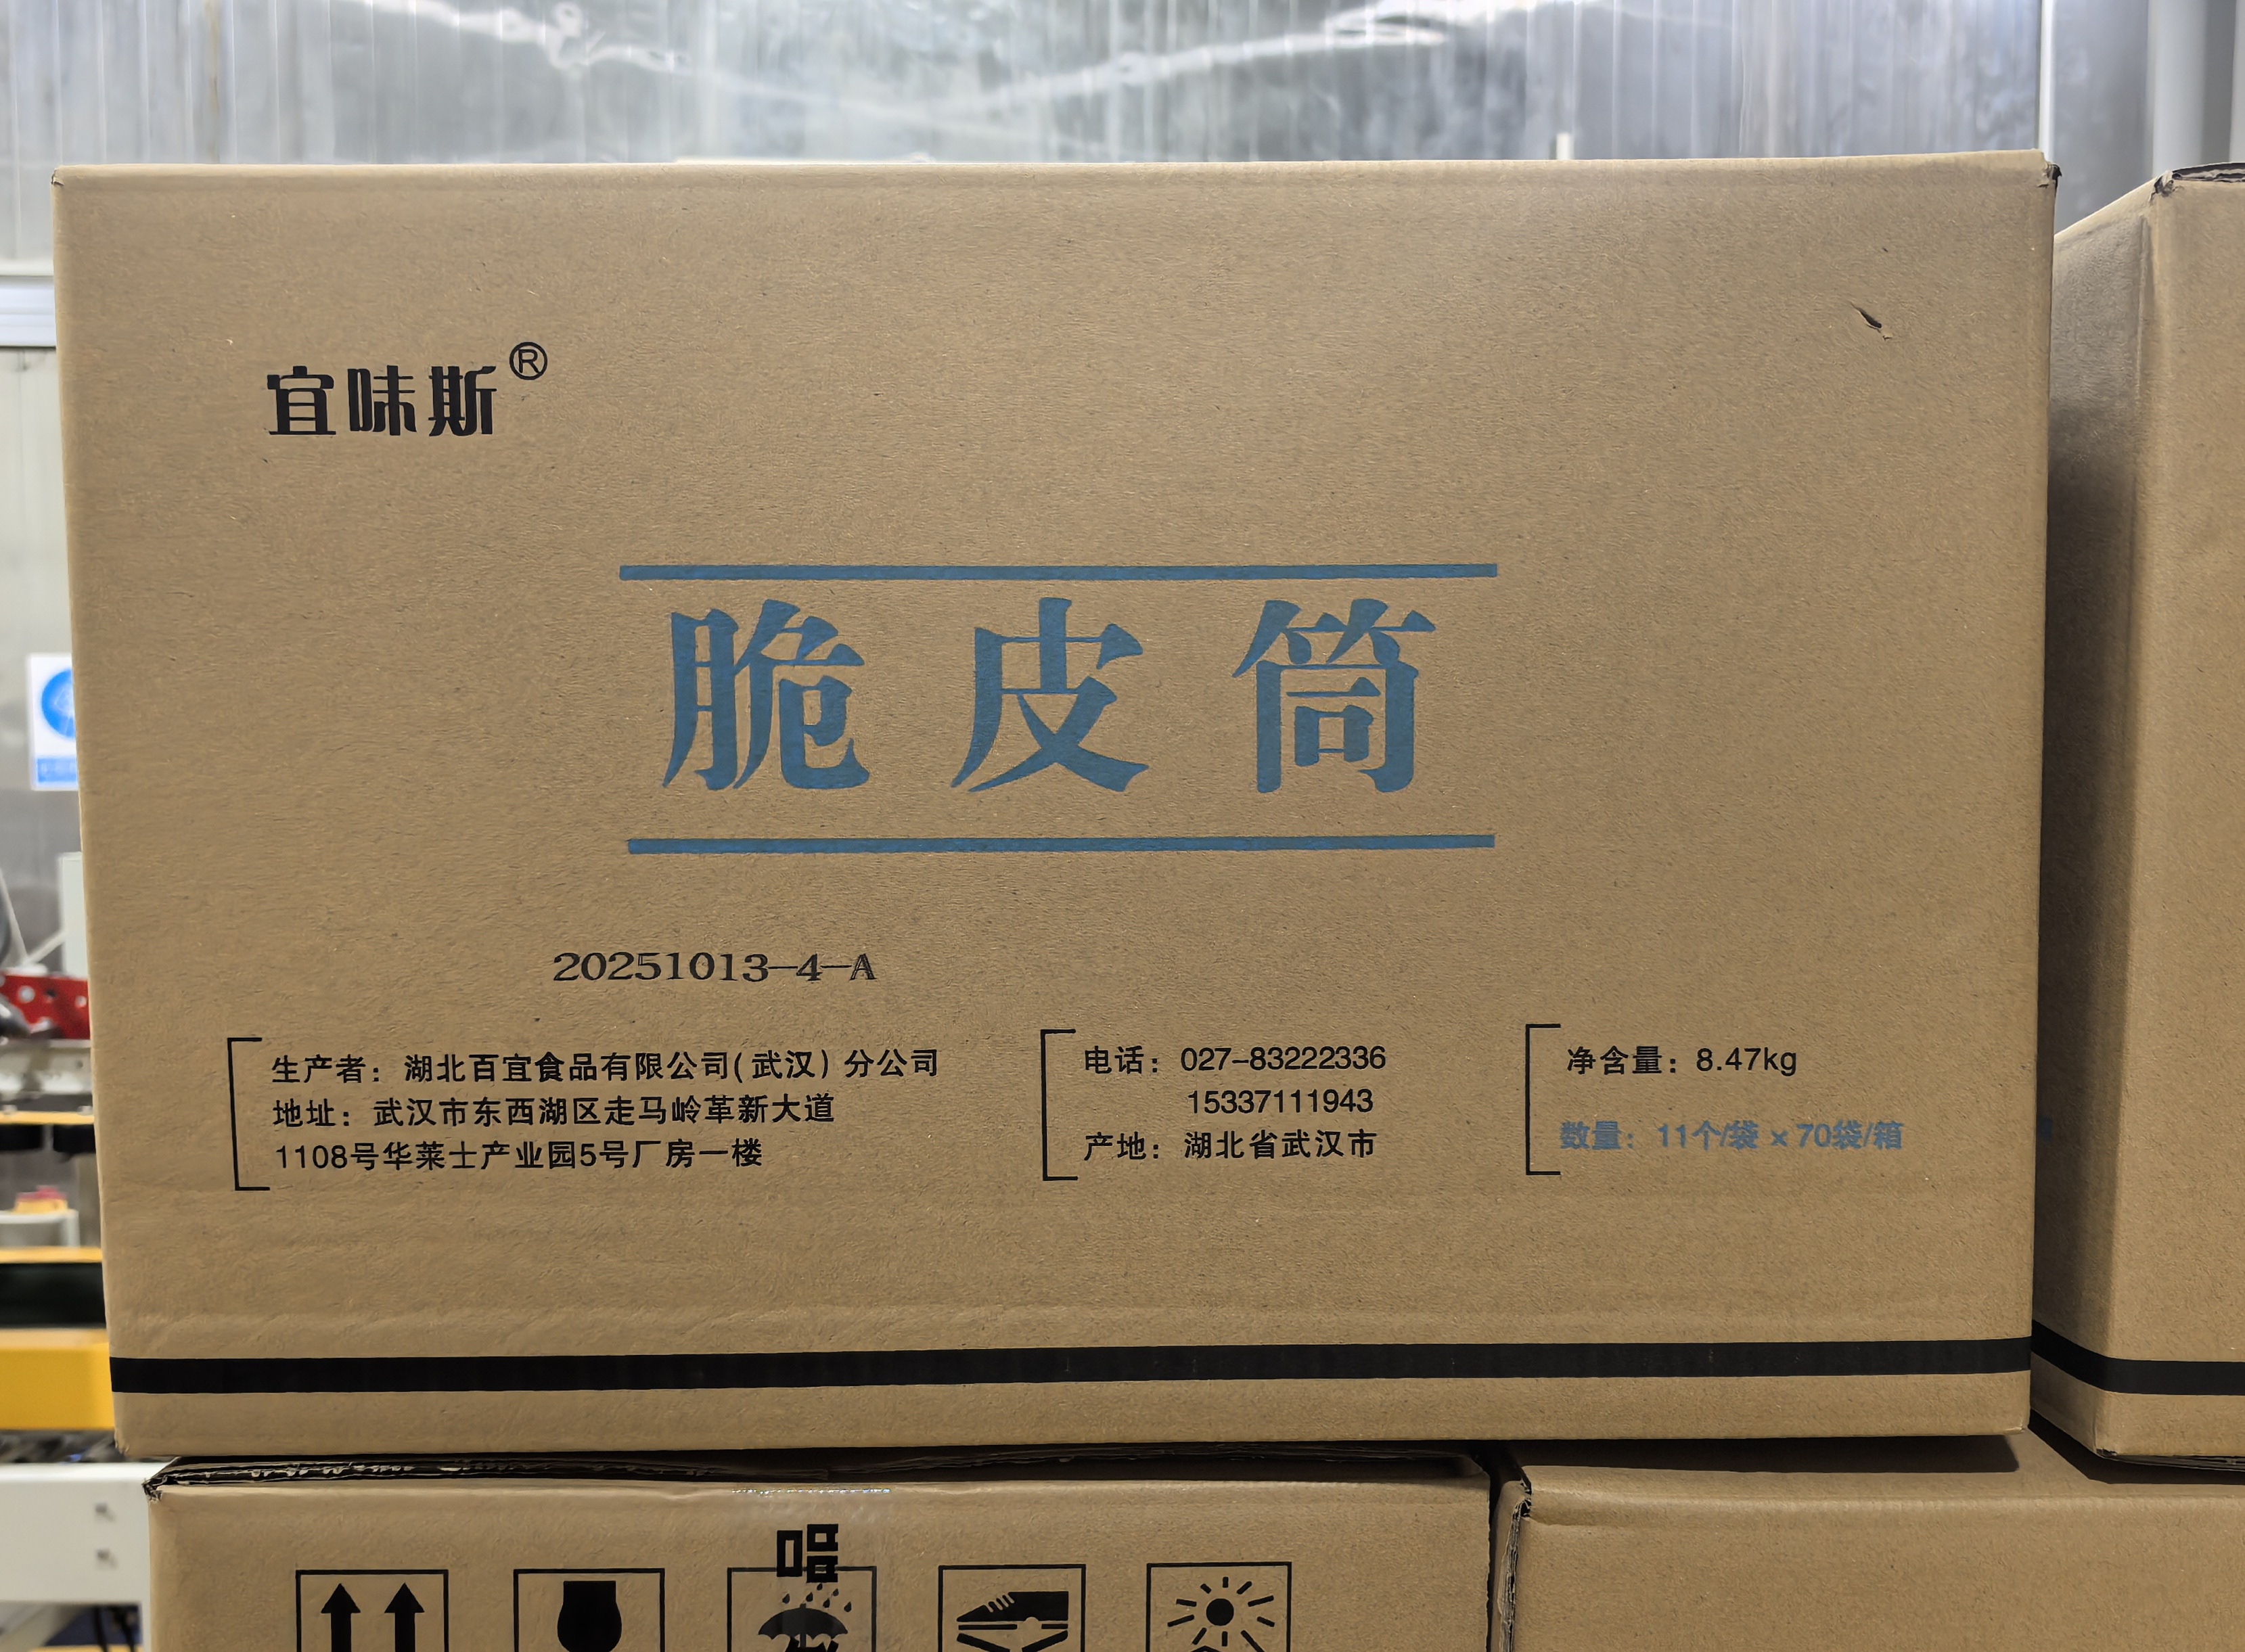 宜味斯®
脆皮筒
20251013-4-A
生产者：湖北百宜食品有限公司(武汉)分公司
地址：武汉市东西湖区走马岭革新大道
1108号华莱士产业园5号厂房一楼
电话：027-83222336
15337111943
产地：湖北省武汉市
净含量：8.47kg
数量：11个/袋×70袋/箱